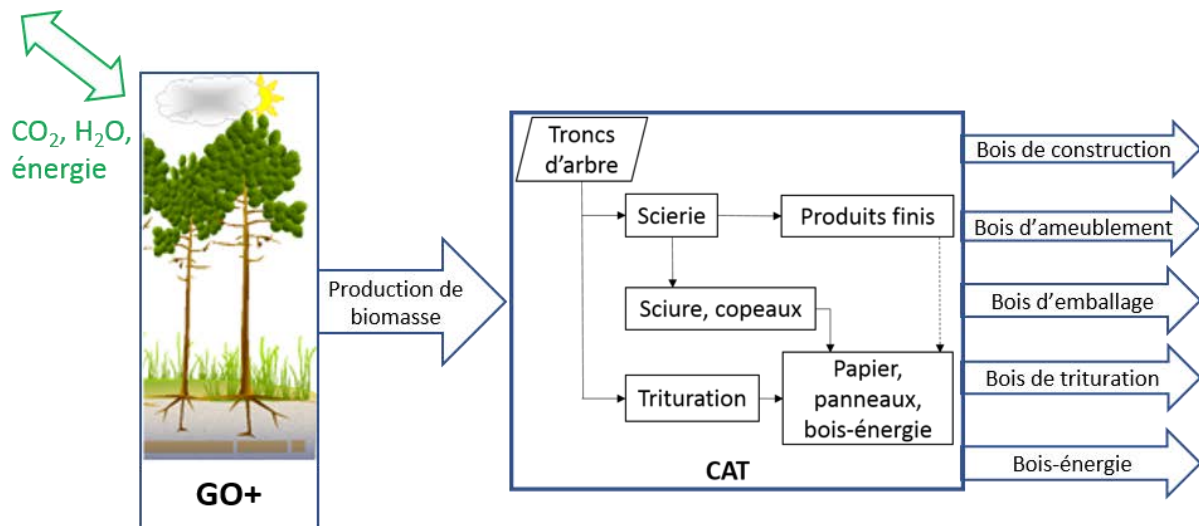 CO₂, H₂O,
énergie
GO+
Production de
biomasse
Troncs
d’arbre
Scierie
Produits finis
Sciure, copeaux
Trituration
Papier,
panneaux,
bois-énergie
CAT
Bois de construction
Bois d’ameublement
Bois d’emballage
Bois de trituration
Bois-énergie